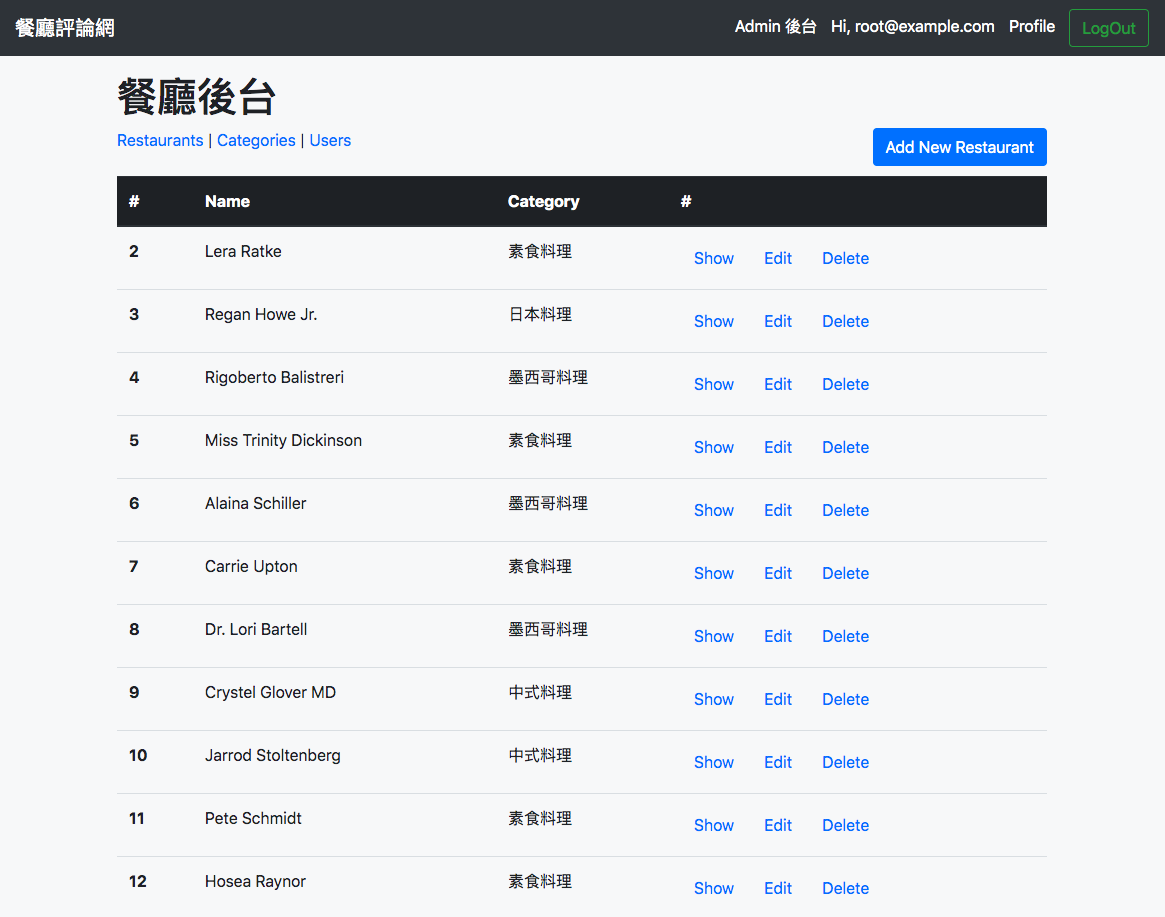 餐廳評論網 Admin 後台 Hi, root@example.com Profile LogOut
餐廳後台
Restaurants | Categories | Users
Add New Restaurant
# Name Category #
2 Lera Ratke 素食料理 Show Edit Delete
3 Regan Howe Jr. 日本料理 Show Edit Delete
4 Rigoberto Balistreri 墨西哥料理 Show Edit Delete
5 Miss Trinity Dickinson 素食料理 Show Edit Delete
6 Alaina Schiller 墨西哥料理 Show Edit Delete
7 Carrie Upton 素食料理 Show Edit Delete
8 Dr. Lori Bartell 墨西哥料理 Show Edit Delete
9 Crystel Glover MD 中式料理 Show Edit Delete
10 Jarrod Stoltenberg 中式料理 Show Edit Delete
11 Pete Schmidt 素食料理 Show Edit Delete
12 Hosea Raynor 素食料理 Show Edit Delete